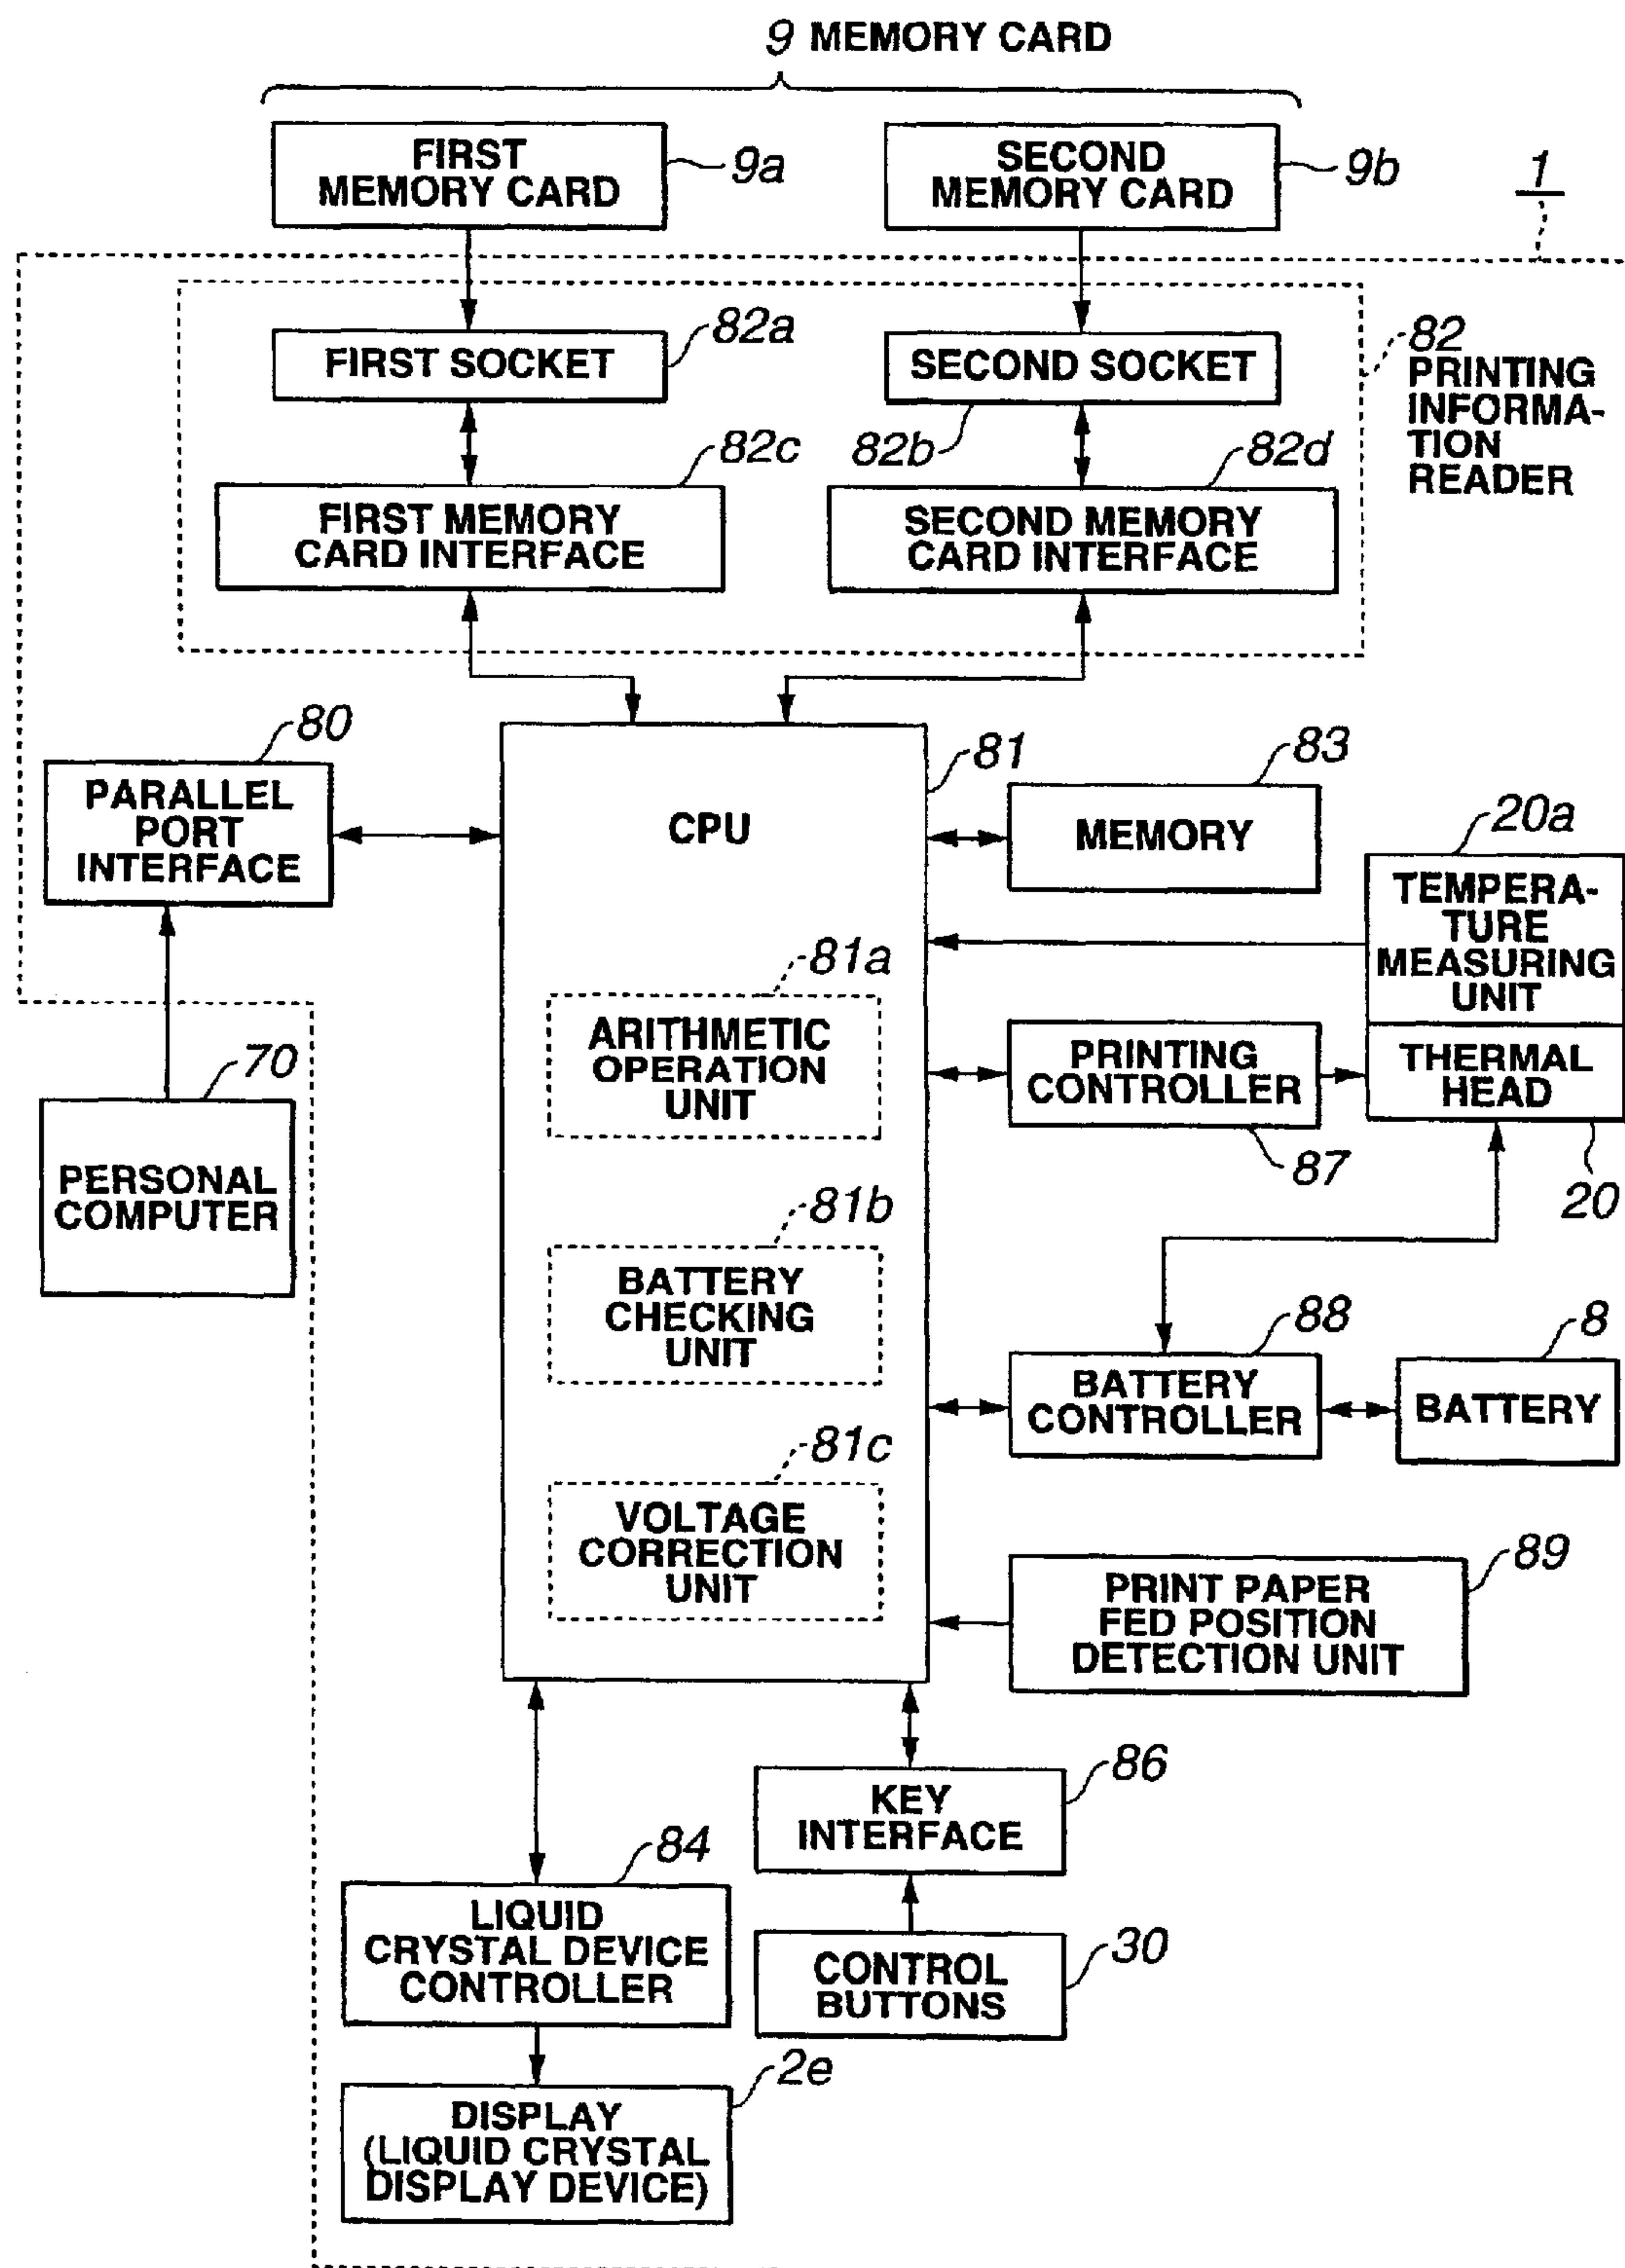 9 MEMORY CARD
FIRST
MEMORY CARD
9a
SECOND
MEMORY CARD
9b
1
FIRST SOCKET
82a
SECOND SOCKET
82b
82
PRINTING
INFORMA-
TION
READER
82c
FIRST MEMORY
CARD INTERFACE
82d
SECOND MEMORY
CARD INTERFACE
80
PARALLEL
PORT
INTERFACE
81
CPU
83
MEMORY
20a
TEMPERA-
TURE
MEASURING
UNIT
81a
ARITHMETIC
OPERATION
UNIT
PRINTING
CONTROLLER
87
THERMAL
HEAD
20
70
PERSONAL
COMPUTER
81b
BATTERY
CHECKING
UNIT
88
BATTERY
CONTROLLER
8
BATTERY
81c
VOLTAGE
CORRECTION
UNIT
89
PRINT PAPER
FED POSITION
DETECTION UNIT
86
KEY
INTERFACE
84
LIQUID
CRYSTAL DEVICE
CONTROLLER
30
CONTROL
BUTTONS
2e
DISPLAY
(LIQUID CRYSTAL
DISPLAY DEVICE)